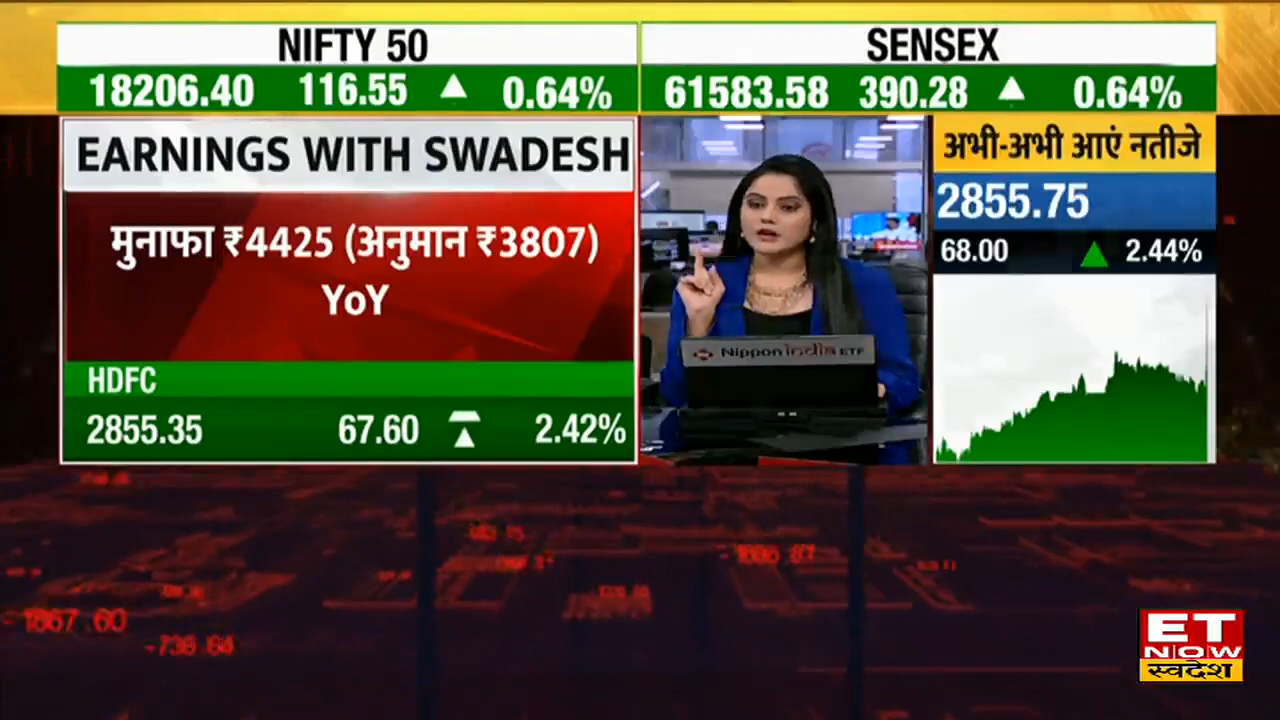 NIFTY 50
18206.40 116.55 0.64%
SENSEX
61583.58 390.28 0.64%
EARNINGS WITH SWADESH
मुनाफा ₹4425 (अनुमान ₹3807)
YoY
HDFC
2855.35 67.60 2.42%
Nippon india ETF
अभी-अभी आएं नतीजे
2855.75
68.00 2.44%
-1867.60
ET
NOW
स्वदेश